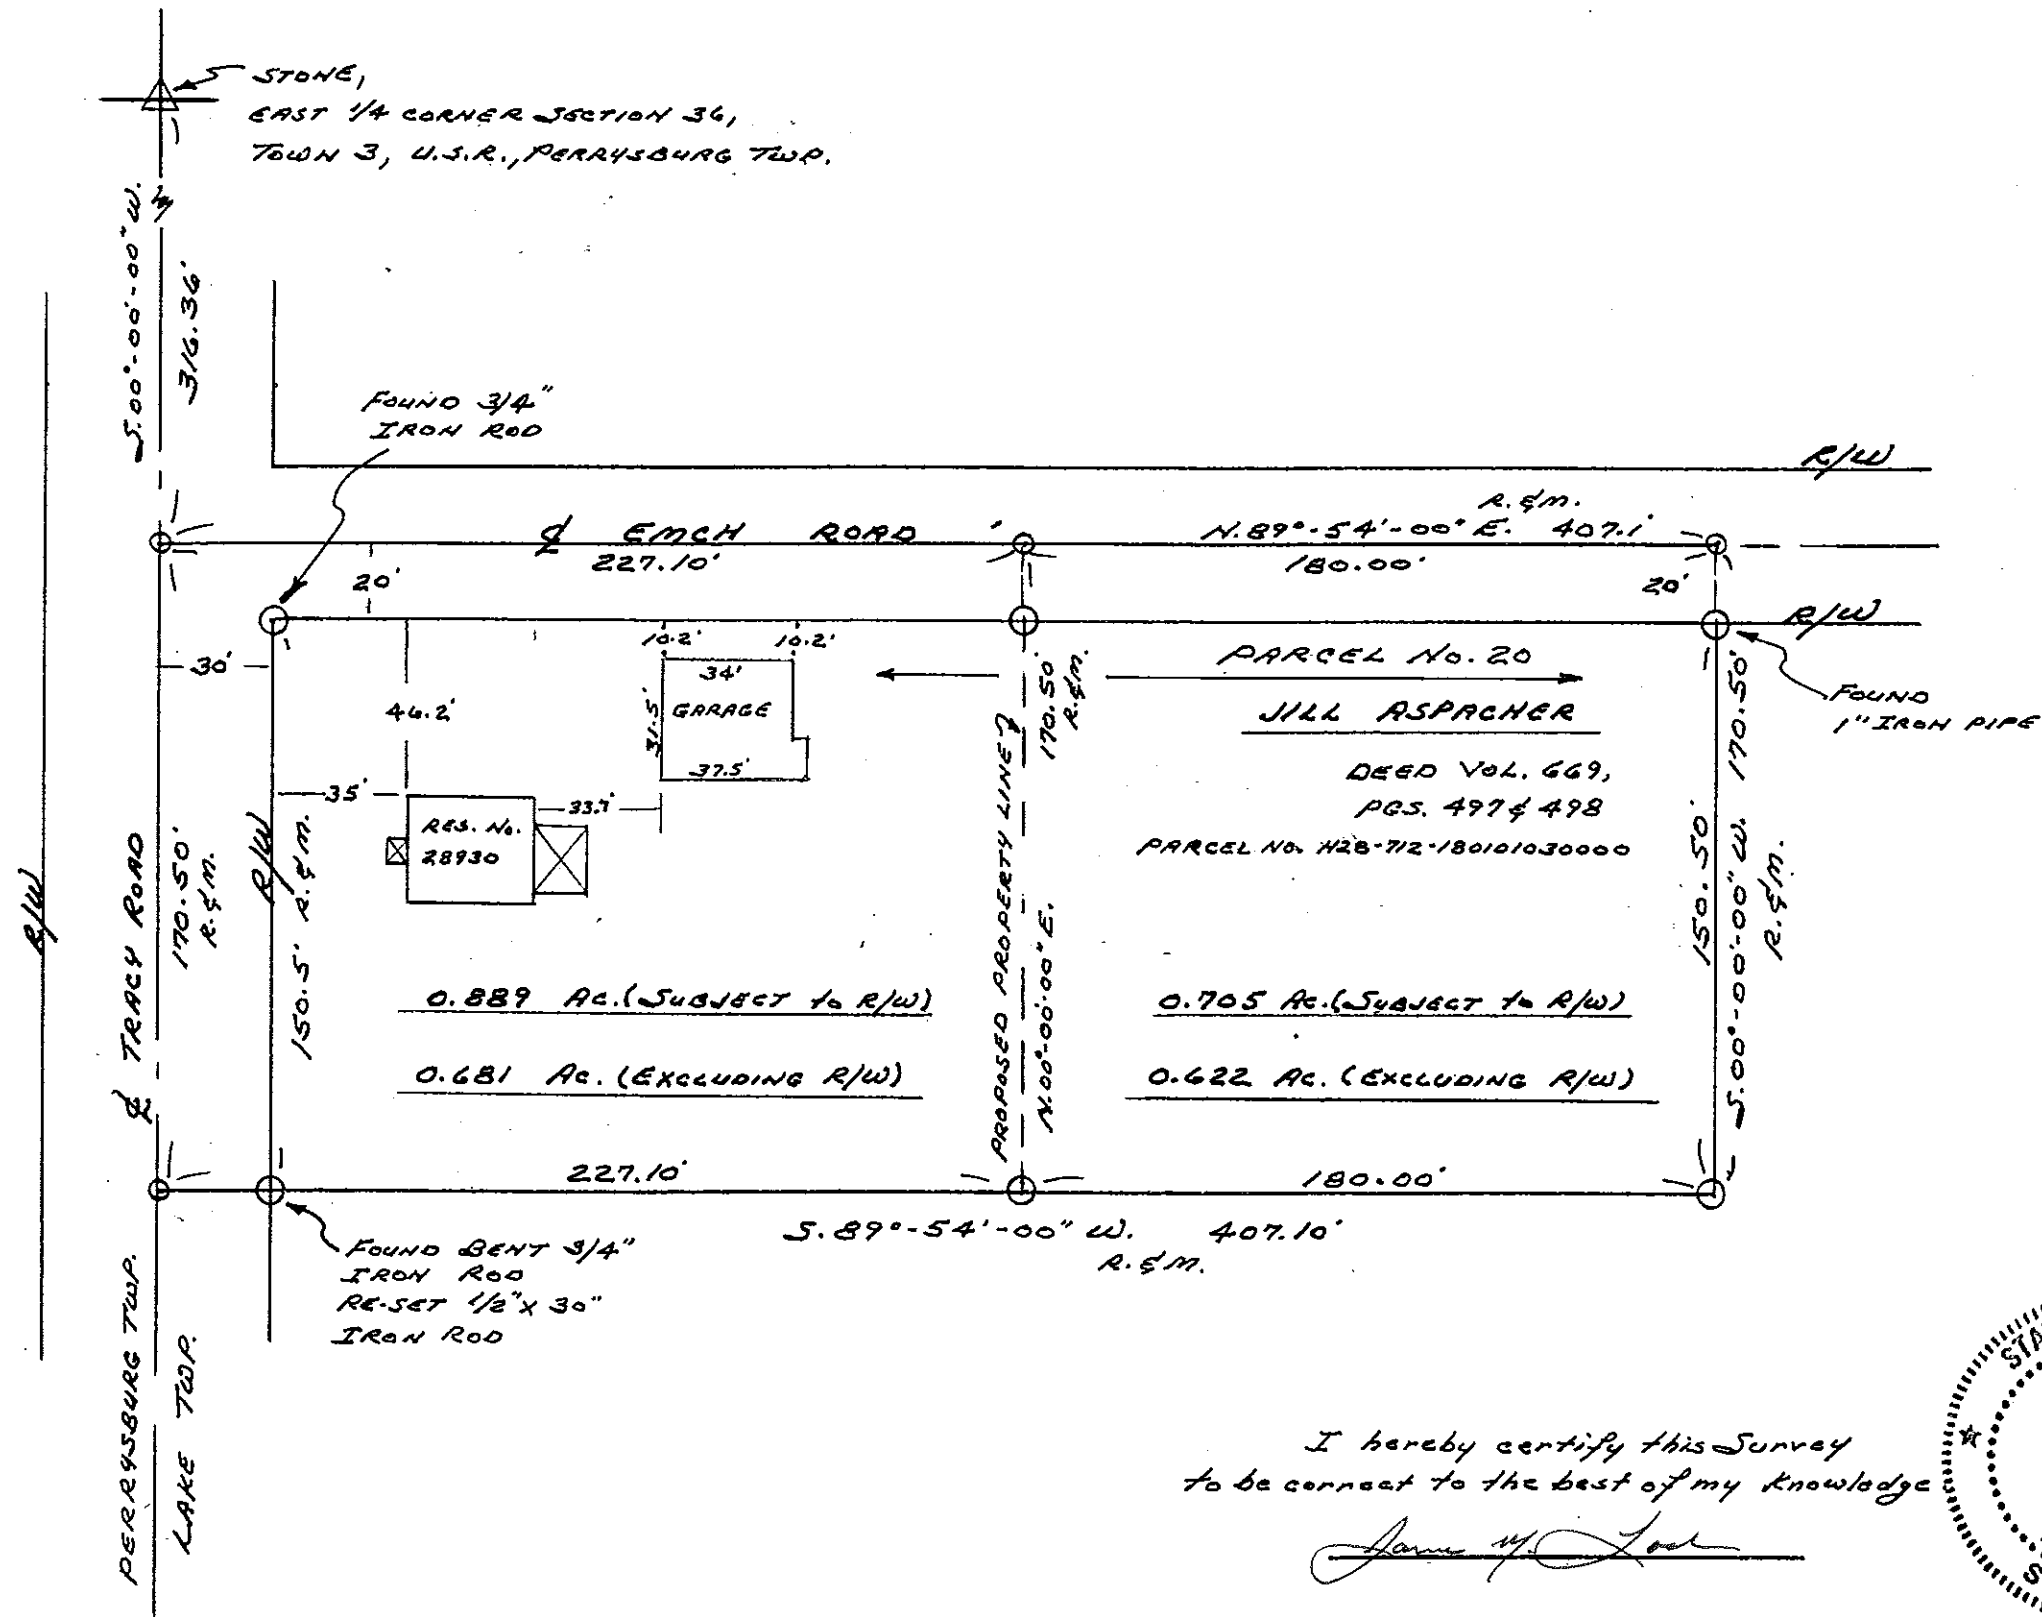 STONE,
EAST 1/4 CORNER SECTION 36,
TOWN 3, U.S.R., PERRYSBURG TWP.
S.00°-00'-00" W.
316.36'
FOUND 3/4"
IRON ROD
R/W
R.&M.
℄ EMCH ROAD
N.89°-54'-00" E. 407.1'
227.10'
180.00'
20'
20'
R/W
30'
10.2'
10.2'
PARCEL No. 20
34'
GARAGE
31.5'
37.5'
46.2'
170.50'
R.&M.
JILL ASPACHER
FOUND
1" IRON PIPE
DEED VOL. 669,
PGS. 497 & 498
PARCEL NO. H28-712-180101030000
35'
33.7'
RES. No.
28930
R/W
℄ TRACY ROAD
170.50'
R.&M.
R/W
150.5' R.&M.
PROPOSED PROPERTY LINE
N.00°-00'-00" E.
150.50'
S.00°-00'-00" W. 170.50'
R.&M.
0.889 AC. (SUBJECT to R/W)
0.705 AC. (SUBJECT to R/W)
0.681 AC. (EXCLUDING R/W)
0.622 AC. (EXCLUDING R/W)
227.10'
180.00'
S.89°-54'-00" W. 407.10'
R.&M.
FOUND BENT 3/4"
IRON ROD
RE-SET 1/2" X 30"
IRON ROD
PERRYSBURG TWP.
LAKE TWP.
I hereby certify this Survey
to be correct to the best of my knowledge